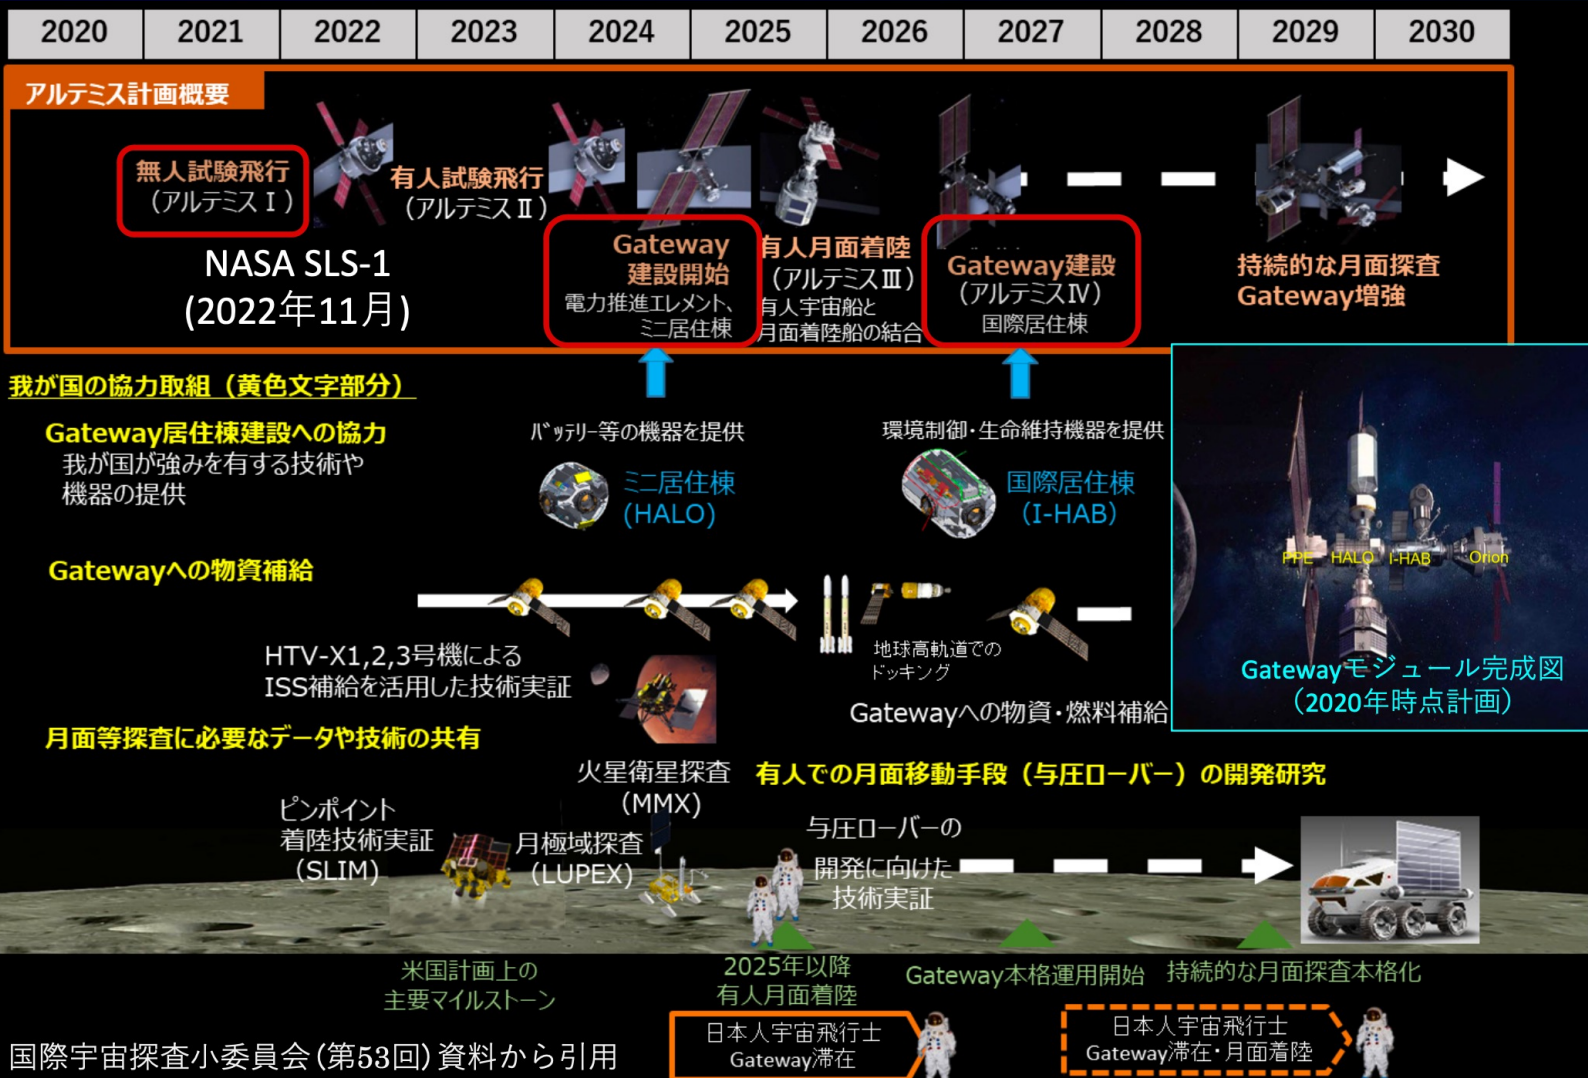 2020 2021 2022 2023 2024 2025 2026 2027 2028 2029 2030
アルテミス計画概要
無人試験飛行
(アルテミスⅠ)
NASA SLS-1
(2022年11月)
有人試験飛行
(アルテミスⅡ)
Gateway
建設開始
電力推進エレメント、
ミニ居住棟
有人月面着陸
(アルテミスⅢ)
有人宇宙船と
月面着陸船の結合
Gateway建設
(アルテミスⅣ)
国際居住棟
持続的な月面探査
Gateway増強
我が国の協力取組（黄色文字部分）
Gateway居住棟建設への協力
我が国が強みを有する技術や
機器の提供
ﾊﾞｯﾃﾘｰ等の機器を提供
ミニ居住棟
(HALO)
環境制御・生命維持機器を提供
国際居住棟
(I-HAB)
PPE HALO I-HAB Orion
Gatewayモジュール完成図
（2020年時点計画）
Gatewayへの物資補給
HTV-X1,2,3号機による
ISS補給を活用した技術実証
地球高軌道での
ドッキング
Gatewayへの物資・燃料補給
月面等探査に必要なデータや技術の共有
火星衛星探査
(MMX)
有人での月面移動手段（与圧ローバー）の開発研究
ピンポイント
着陸技術実証
(SLIM)
月極域探査
(LUPEX)
与圧ローバーの
開発に向けた
技術実証
米国計画上の
主要マイルストーン
2025年以降
有人月面着陸
Gateway本格運用開始
持続的な月面探査本格化
日本人宇宙飛行士
Gateway滞在
日本人宇宙飛行士
Gateway滞在・月面着陸
国際宇宙探査小委員会(第53回)資料から引用